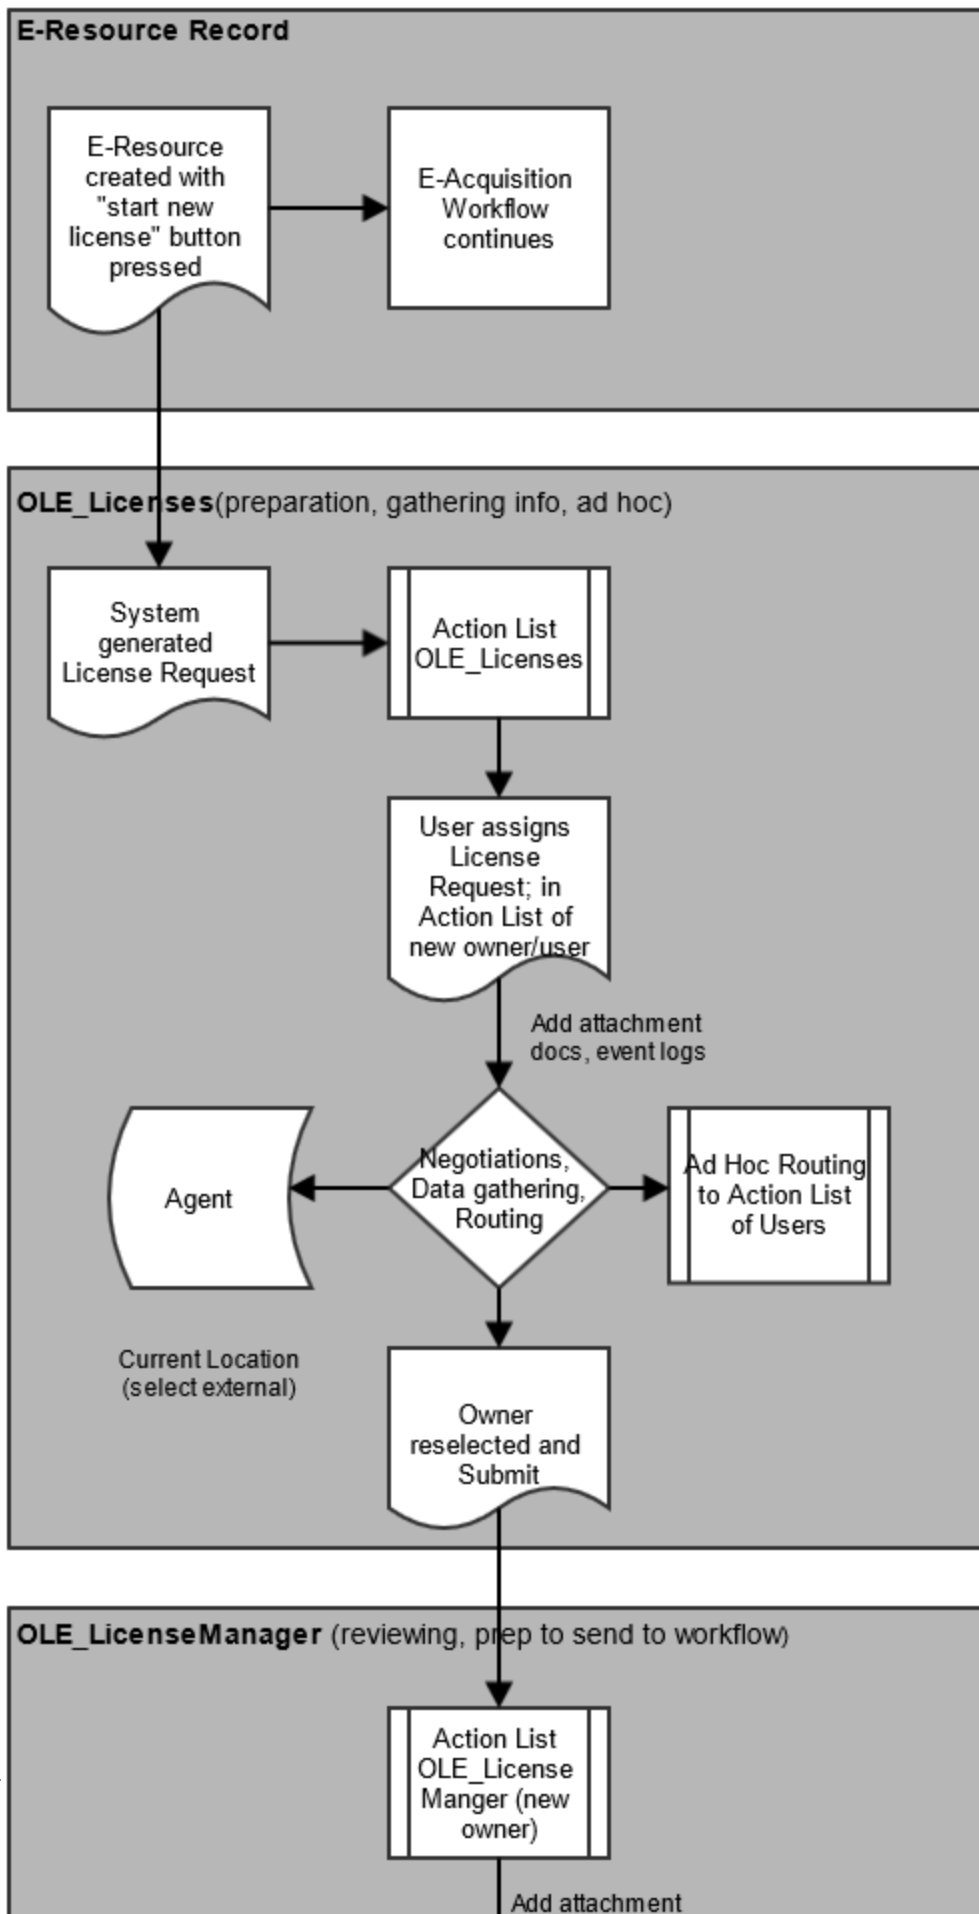 E-Resource Record
E-Resource
created with
"start new
license" button
pressed
E-Acquisition
Workflow
continues
OLE_Licenses(preparation, gathering info, ad hoc)
System
generated
License Request
Action List
OLE_Licenses
User assigns
License
Request; in
Action List of
new owner/user
Add attachment
docs, event logs
Agent
Negotiations,
Data gathering,
Routing
Ad Hoc Routing
to Action List
of Users
Current Location
(select external)
Owner
reselected and
Submit
OLE_LicenseManager (reviewing, prep to send to workflow)
Action List
OLE_License
Manger (new
owner)
Add attachment